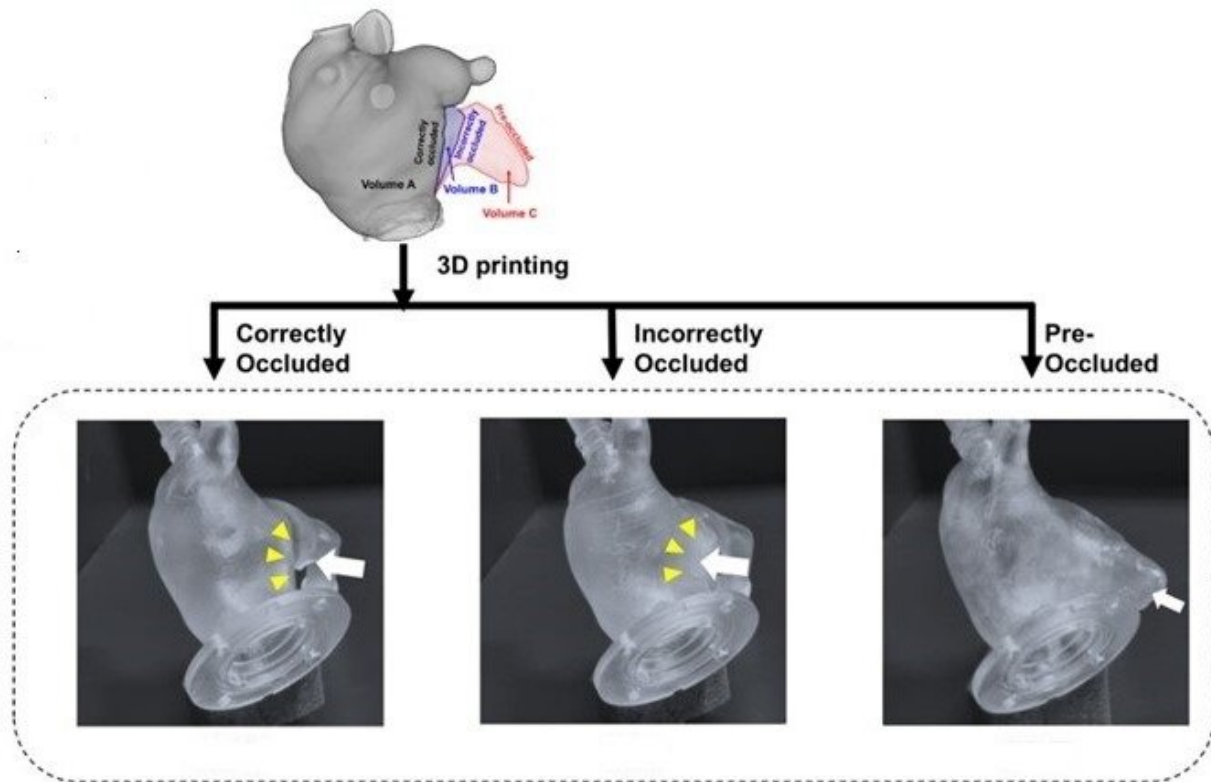 Correctly
occluded
Incorrectly
occluded
Pre-occluded
Volume A
Volume B
Volume C
3D printing
Correctly
Occluded
Incorrectly
Occluded
Pre-
Occluded